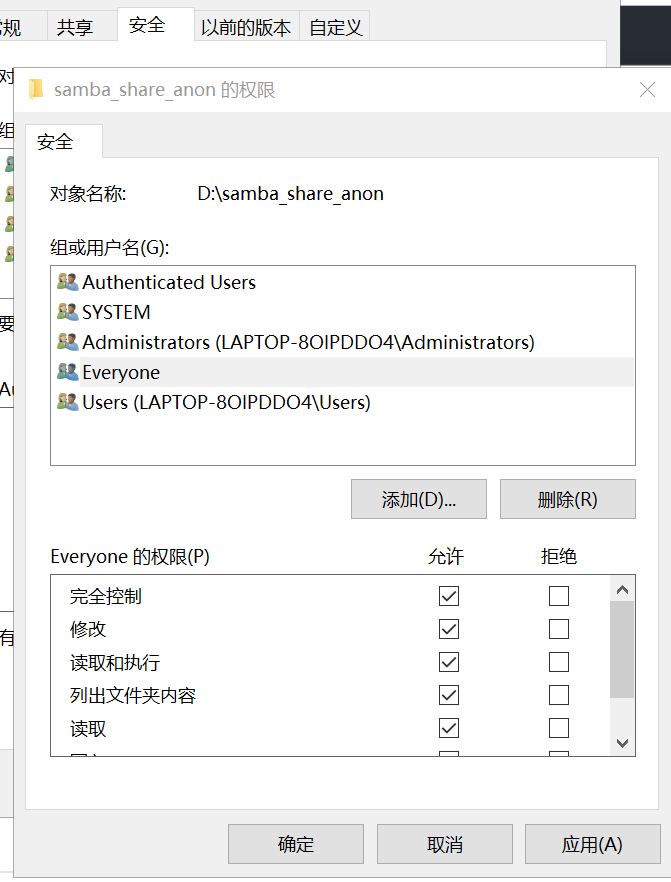 规 共享 安全 以前的版本 自定义
对
samba_share_anon 的权限
组
安全
对象名称: D:\samba_share_anon
组或用户名(G):
Authenticated Users
SYSTEM
要
Administrators (LAPTOP-8OIPDDO4\Administrators)
Everyone
Au
Users (LAPTOP-8OIPDDO4\Users)
添加(D)... 删除(R)
Everyone 的权限(P) 允许 拒绝
完全控制
修改
有
读取和执行
列出文件夹内容
读取
确定 取消 应用(A)